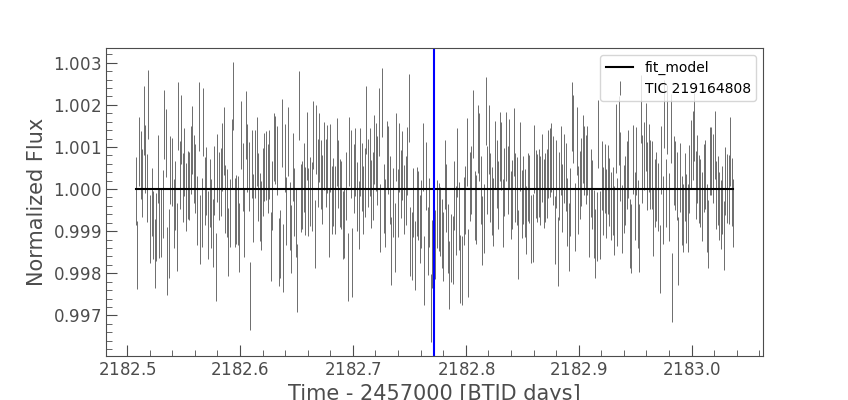 1.003
1.002
1.001
1.000
0.999
0.998
0.997
Normalized Flux
fit_model
TIC 219164808
2182.5 2182.6 2182.7 2182.8 2182.9 2183.0
Time - 2457000 [BTJD days]